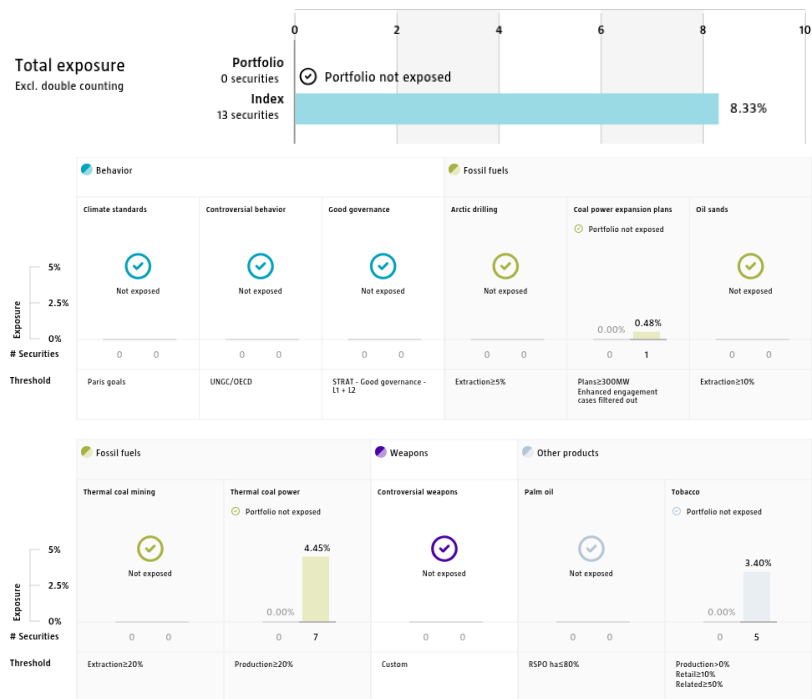 0 2 4 6 8 10
Total exposure
Excl. double counting
Portfolio
0 securities
Portfolio not exposed
Index
13 securities
8.33%
Behavior
Fossil fuels
Climate standards
Controversial behavior
Good governance
Arctic drilling
Coal power expansion plans
Oil sands
Portfolio not exposed
Not exposed
Not exposed
Not exposed
Not exposed
Not exposed
Exposure
5%
2.5%
0%
0.00%
0.48%
# Securities
0 0
0 0
0 0
0 0
0 1
0 0
Threshold
Paris goals
UNGC/OECD
STRAT - Good governance -
L1 + L2
Extraction≥5%
Plans≥300MW
Enhanced engagement
cases filtered out
Extraction≥10%
Fossil fuels
Weapons
Other products
Thermal coal mining
Thermal coal power
Controversial weapons
Palm oil
Tobacco
Portfolio not exposed
Portfolio not exposed
Not exposed
Not exposed
Not exposed
Exposure
5%
2.5%
0%
0.00%
4.45%
0.00%
3.40%
# Securities
0 0
0 7
0 0
0 0
0 5
Threshold
Extraction≥20%
Production≥20%
Custom
RSPO ha≤80%
Production>0%
Retail≥10%
Related≥50%